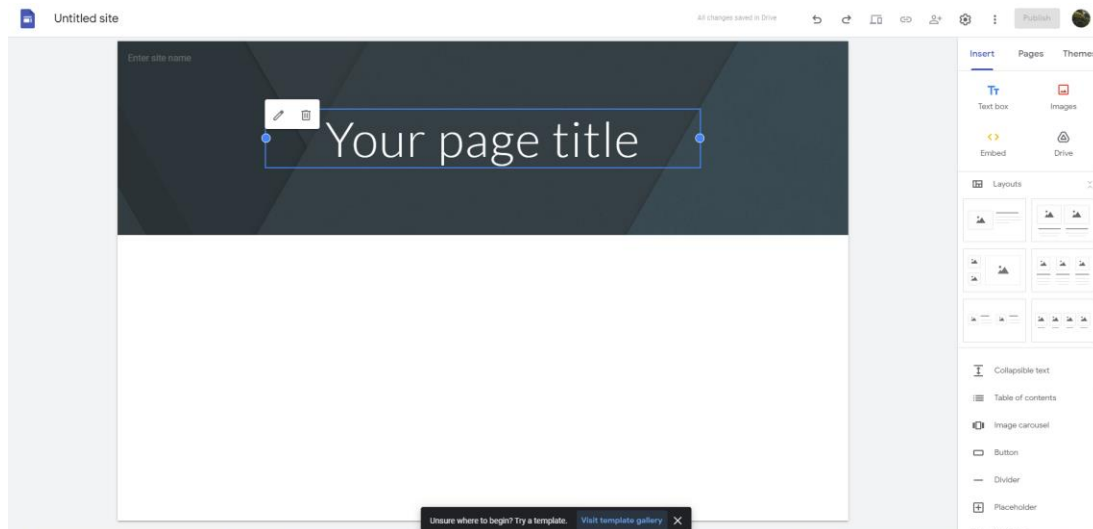 Untitled site
All changes saved in Drive
Publish
Enter site name
Your page title
Insert Pages Themes
Text box Images
Embed Drive
Layouts
Collapsible text
Table of contents
Image carousel
Button
Divider
Placeholder
Unsure where to begin? Try a template. Visit template gallery